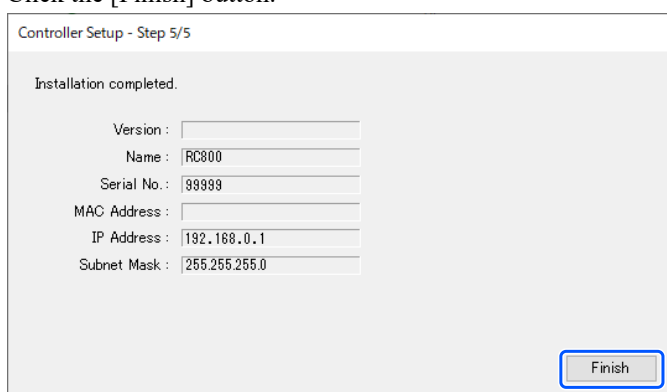 Click the [Finish] button.
Controller Setup - Step 5/5
Installation completed.
Version :
Name : RC800
Serial No. : 99999
MAC Address :
IP Address : 192.168.0.1
Subnet Mask : 255.255.255.0
Finish